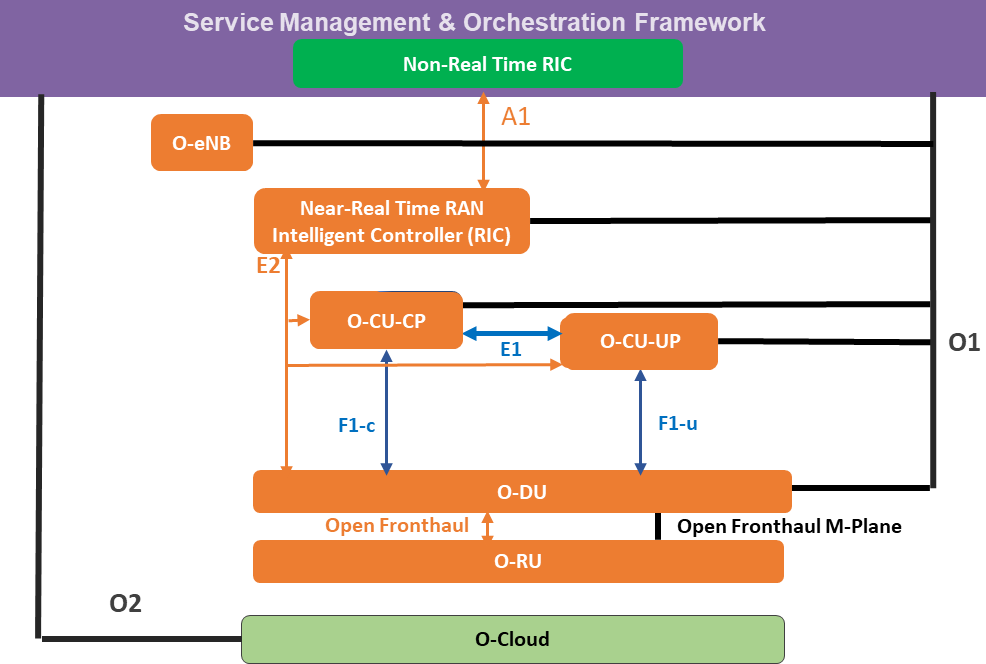 Service Management & Orchestration Framework
Non-Real Time RIC
A1
O-eNB
Near-Real Time RAN
Intelligent Controller (RIC)
E2
O-CU-CP
E1
O-CU-UP
O1
F1-c
F1-u
O-DU
Open Fronthaul
Open Fronthaul M-Plane
O-RU
O2
O-Cloud